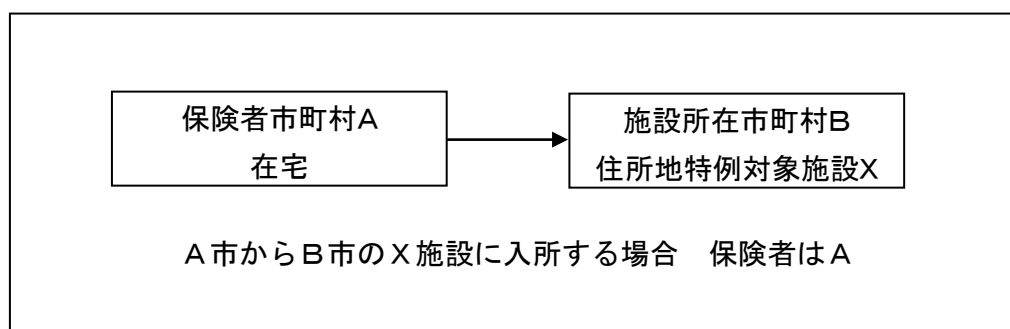 保険者市町村A
在宅
施設所在市町村B
住所地特例対象施設X
A市からB市のX施設に入所する場合　保険者はA